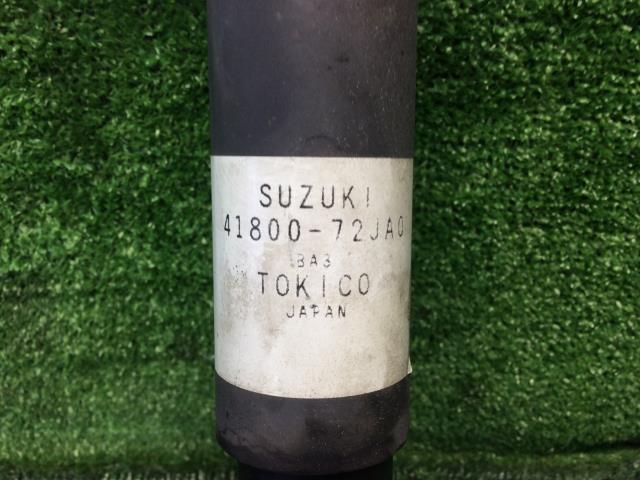 SUZUKI
41800-72JA0
BA3
TOKICO
JAPAN